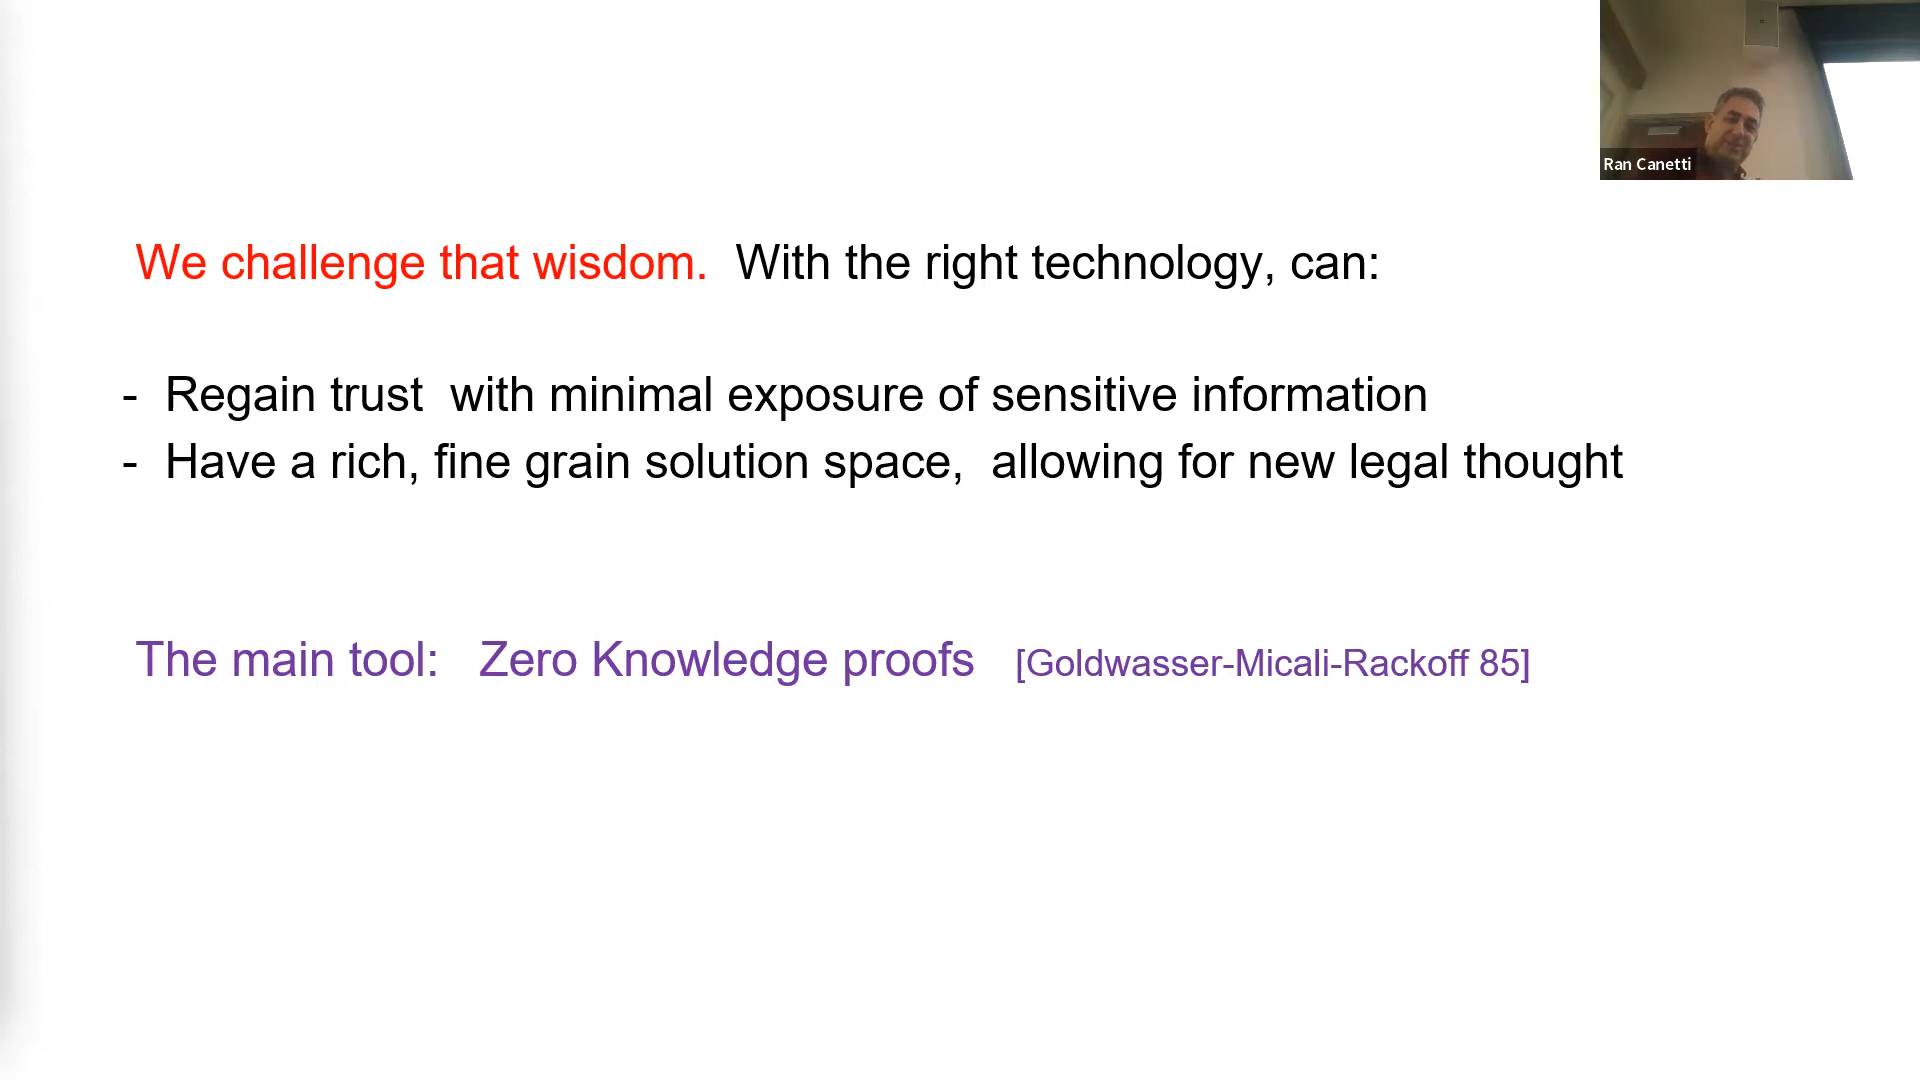 Ran Canetti
We challenge that wisdom. With the right technology, can:
- Regain trust with minimal exposure of sensitive information
- Have a rich, fine grain solution space, allowing for new legal thought
The main tool: Zero Knowledge proofs [Goldwasser-Micali-Rackoff 85]